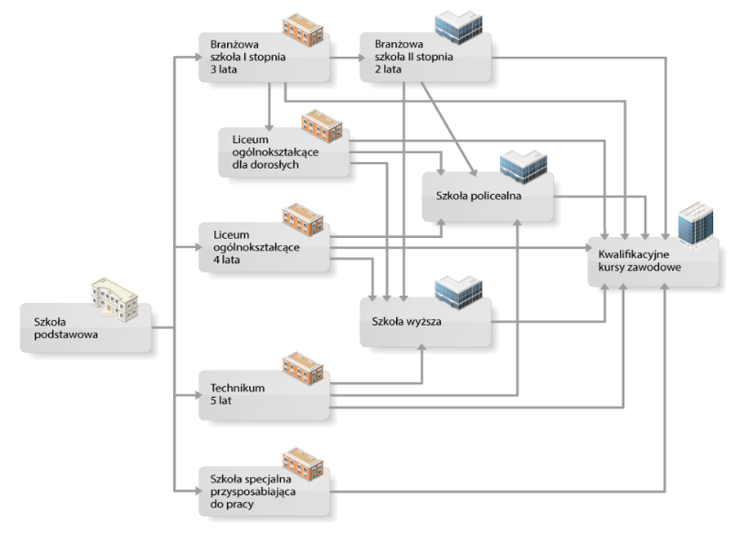 Branżowa
szkoła I stopnia
3 lata
Branżowa
szkoła II stopnia
2 lata
Liceum
ogólnokształcące
dla dorosłych
Szkoła policealna
Liceum
ogólnokształcące
4 lata
Kwalifikacyjne
kursy zawodowe
Szkoła
podstawowa
Szkoła wyższa
Technikum
5 lat
Szkoła specjalna
przysposabiająca
do pracy